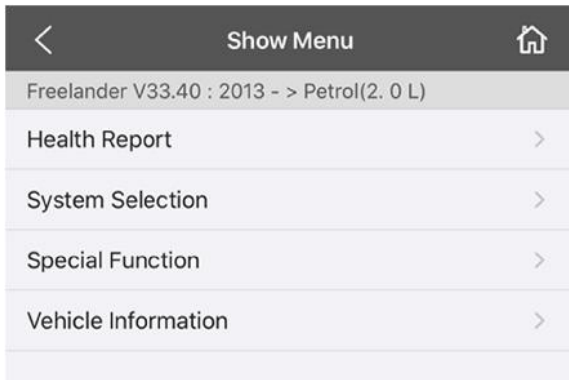 Show Menu
Freelander V33.40 : 2013 - > Petrol(2. 0 L)
Health Report
System Selection
Special Function
Vehicle Information